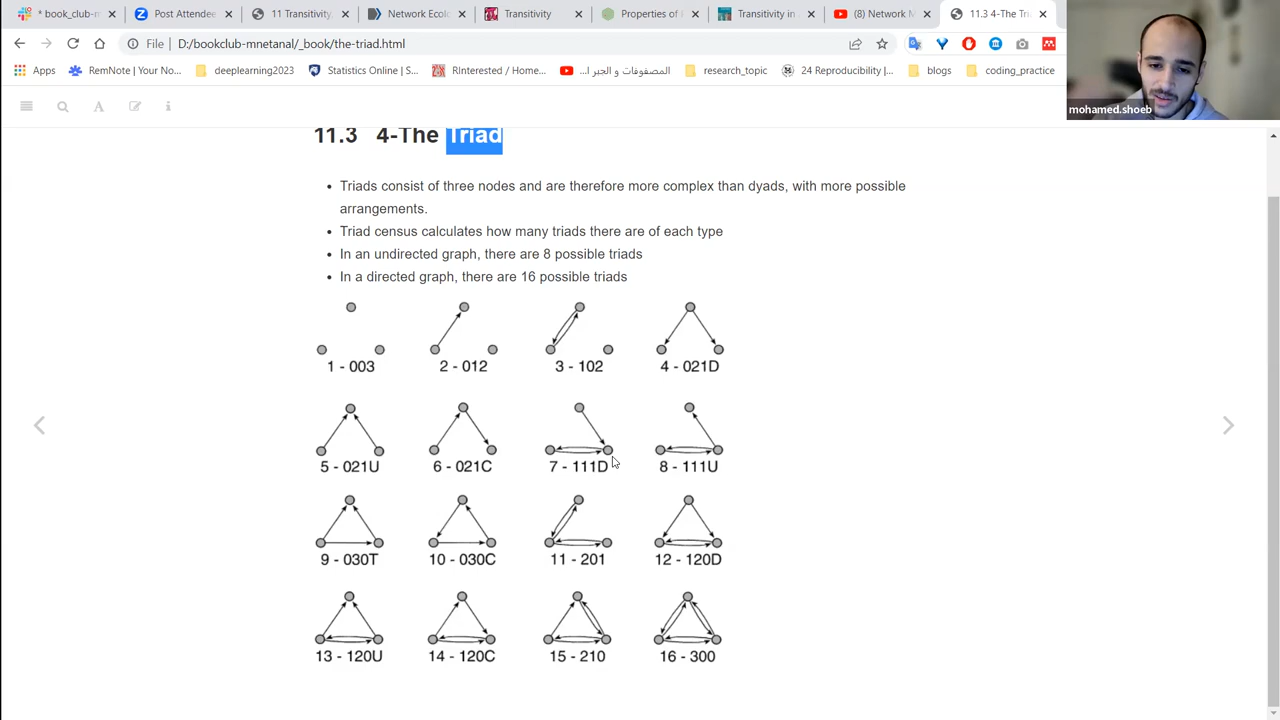 * book_club-m
Post Attendee
11 Transitivity,
Network Ecolo
Transitivity
Properties of N
Transitivity in
(8) Network M
11.3 4-The Tria
File D:/bookclub-mnetanal/_book/the-triad.html
Apps RemNote | Your No... deeplearning2023 Statistics Online | S... Interested / Home... المصفوفات و الجبر ا... research_topic 24 Reproducibility |... blogs coding_practice
mohamed.shoeb
11.3 4-The Triad
• Triads consist of three nodes and are therefore more complex than dyads, with more possible
arrangements.
• Triad census calculates how many triads there are of each type
• In an undirected graph, there are 8 possible triads
• In a directed graph, there are 16 possible triads
1 - 003 2 - 012 3 - 102 4 - 021D
5 - 021U 6 - 021C 7 - 111D 8 - 111U
9 - 030T 10 - 030C 11 - 201 12 - 120D
13 - 120U 14 - 120C 15 - 210 16 - 300